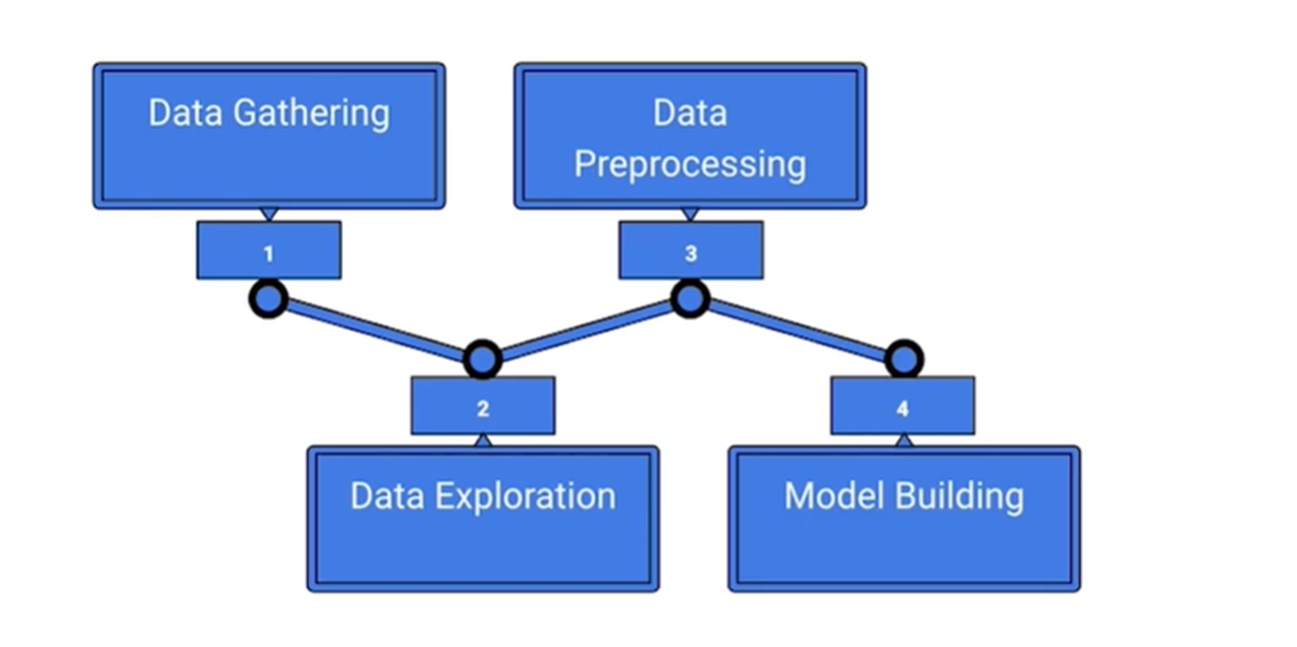 Data Gathering
1
Data Exploration
2
Data
Preprocessing
3
Model Building
4